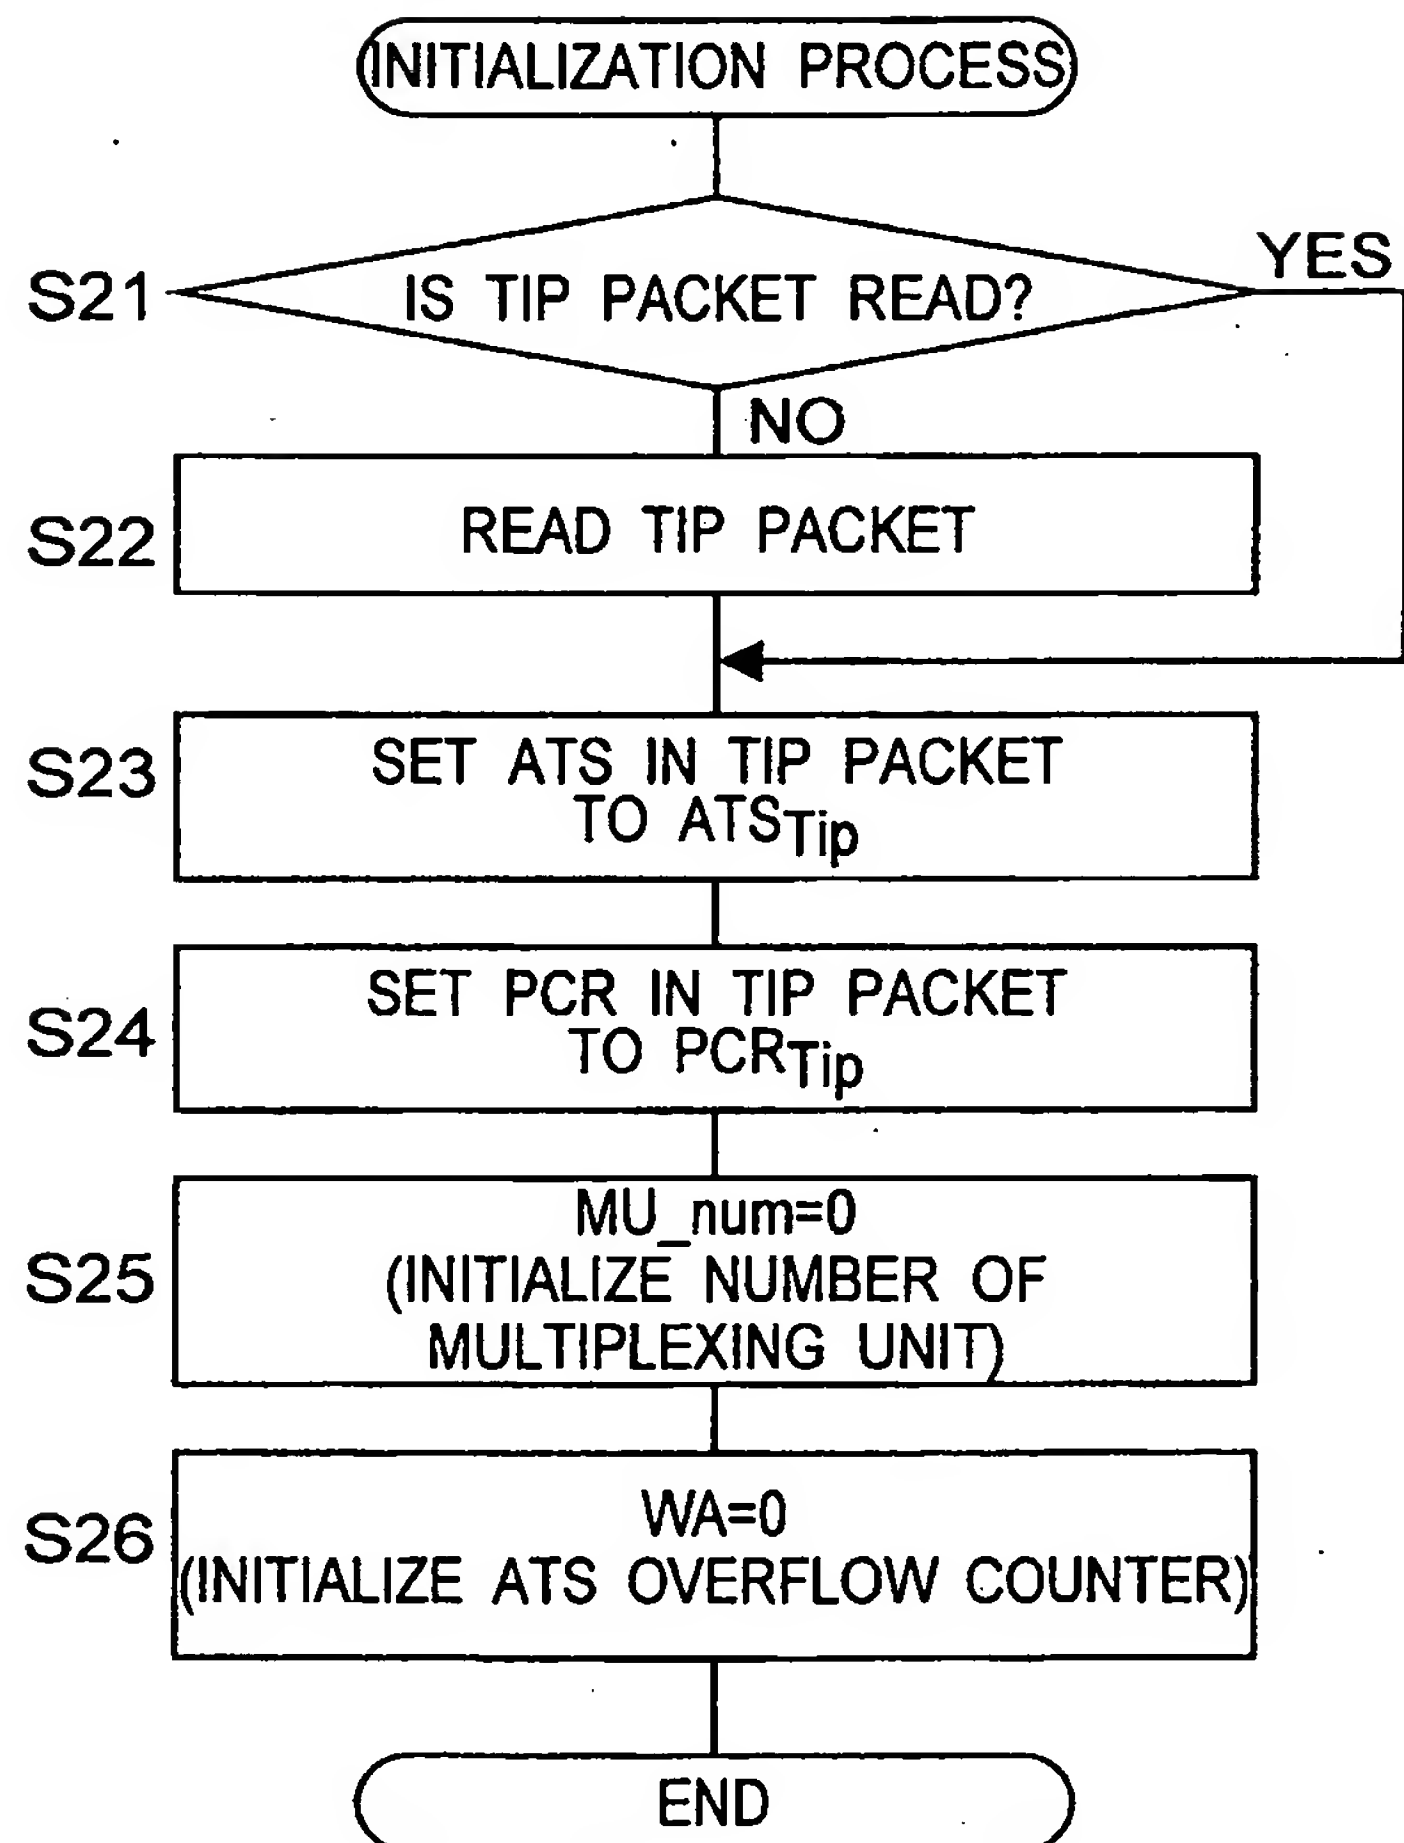 INITIALIZATION PROCESS
YES
S21
IS TIP PACKET READ?
NO
S22
READ TIP PACKET
S23
SET ATS IN TIP PACKET
TO ATSTip
S24
SET PCR IN TIP PACKET
TO PCRTip
S25
MU_num=0
(INITIALIZE NUMBER OF
MULTIPLEXING UNIT)
S26
WA=0
(INITIALIZE ATS OVERFLOW COUNTER)
END